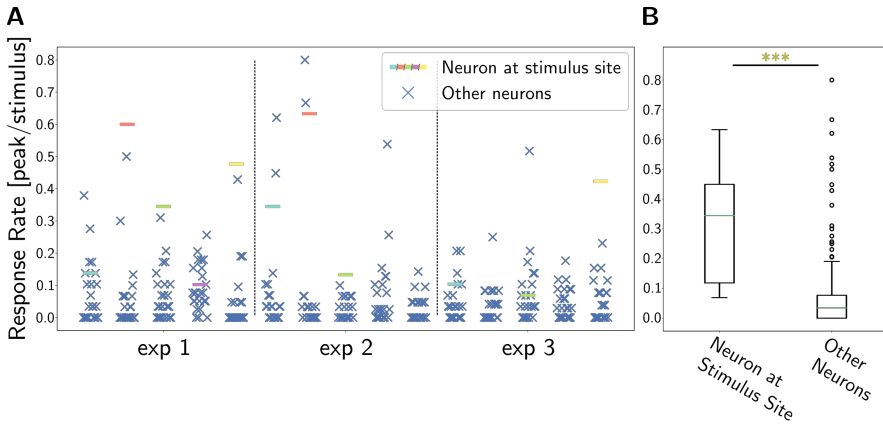 A
B
Response Rate [peak/stimulus]
0.8
0.7
0.6
0.5
0.4
0.3
0.2
0.1
0.0
Neuron at stimulus site
Other neurons
exp 1
exp 2
exp 3
***
0.8
0.7
0.6
0.5
0.4
0.3
0.2
0.1
0.0
Neuron at
Stimulus Site
Other
Neurons